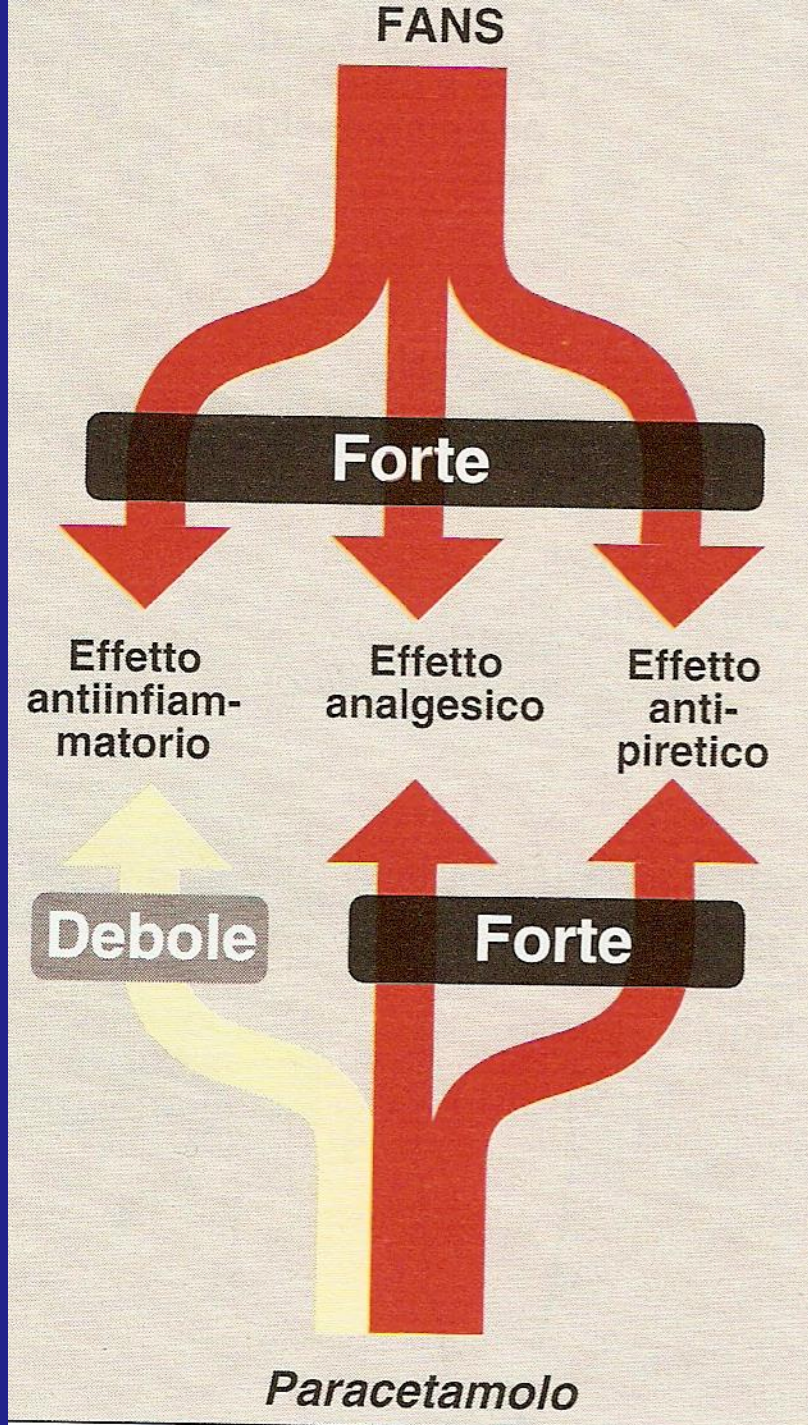 FANS
Forte
Effetto
antiinfiam-
matorio
Effetto
analgesico
Effetto
anti-
piretico
Debole
Forte
Paracetamolo